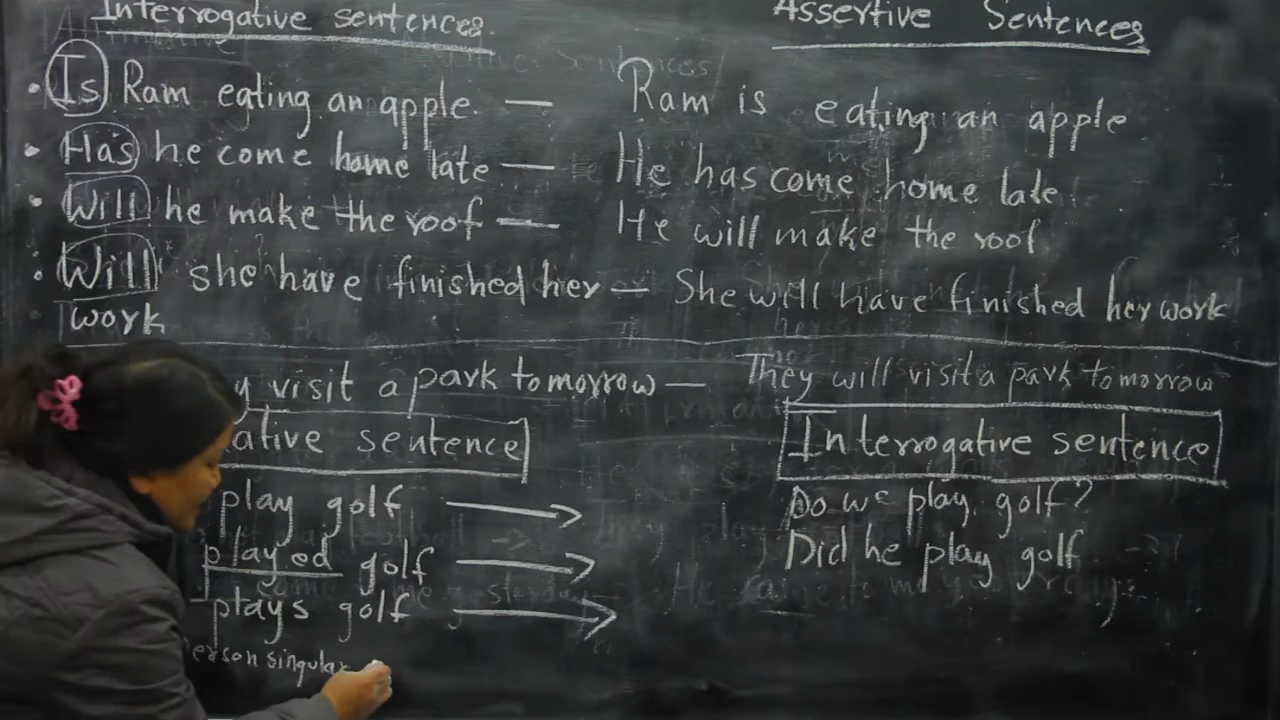 Interrogative sentences. Assertive Sentences
Is Ram eating an apple. — Ram is eating an apple
Has he come home late — He has come home late
Will he make the roof — He will make the roof
Will she have finished her — She will have finished her work
work
visit a park tomorrow — They will visit a park tomorrow
sentence Interrogative sentence
play golf → Do we play golf?
played golf → Did he play golf
plays golf →
singular